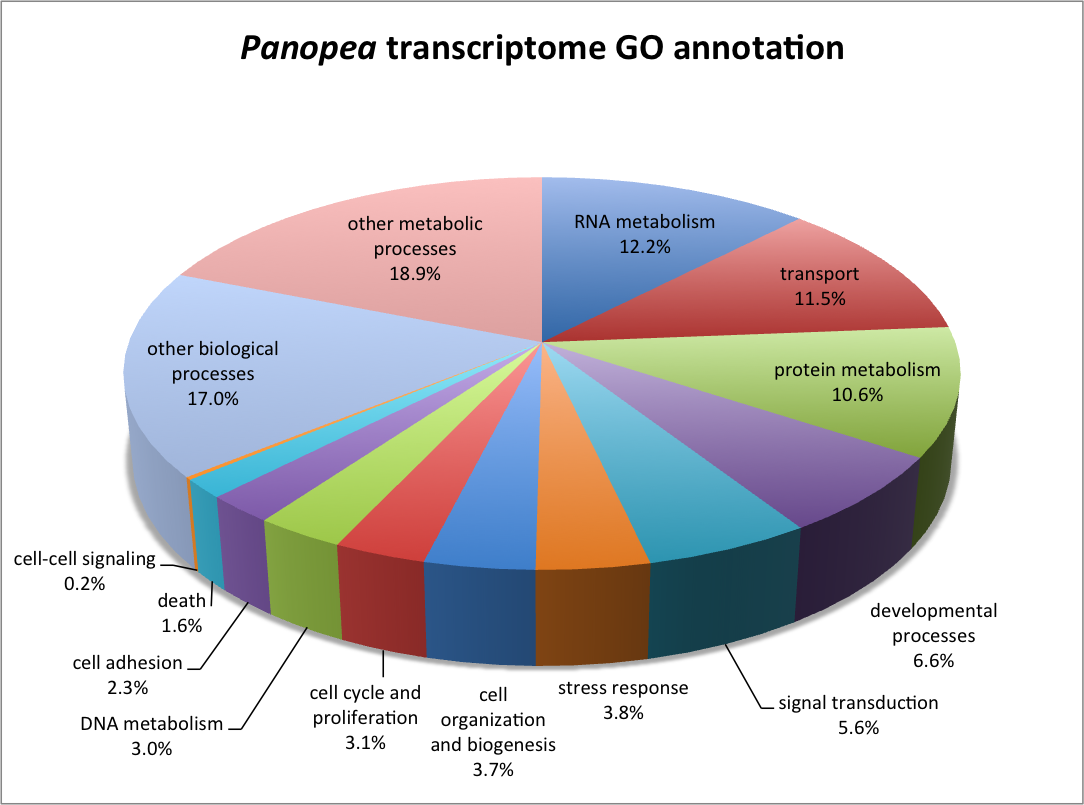 Panopea transcriptome GO annotation
RNA metabolism
12.2%
transport
11.5%
protein metabolism
10.6%
developmental
processes
6.6%
signal transduction
5.6%
stress response
3.8%
cell
organization
and biogenesis
3.7%
cell cycle and
proliferation
3.1%
DNA metabolism
3.0%
cell adhesion
2.3%
death
1.6%
cell-cell signaling
0.2%
other biological
processes
17.0%
other metabolic
processes
18.9%